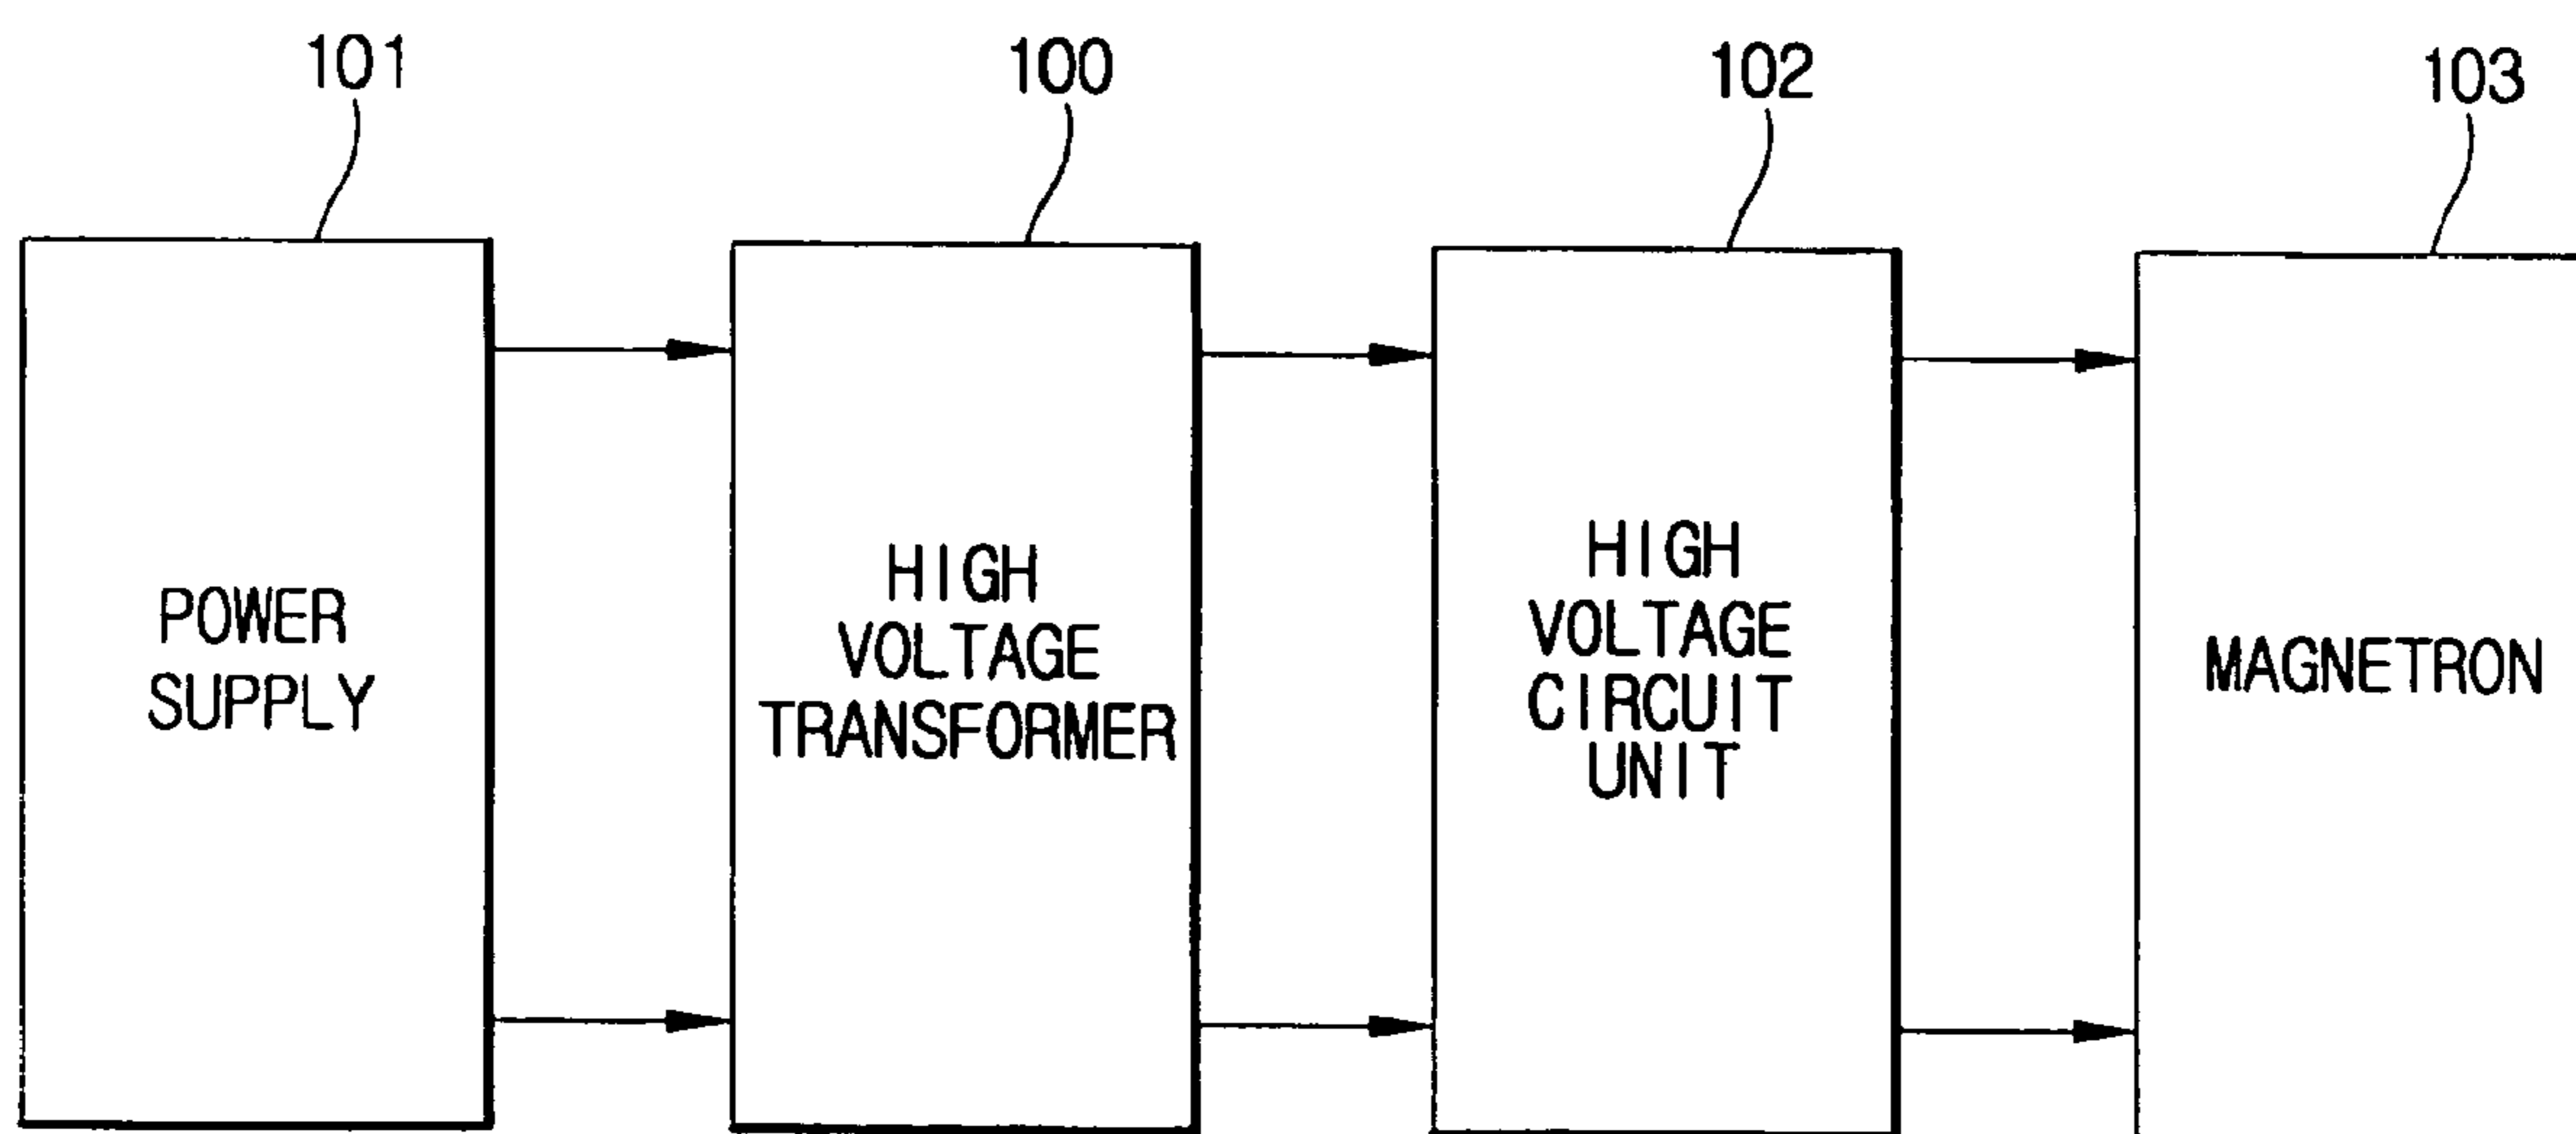 101
100
102
103
POWER
SUPPLY
HIGH
VOLTAGE
TRANSFORMER
HIGH
VOLTAGE
CIRCUIT
UNIT
MAGNETRON